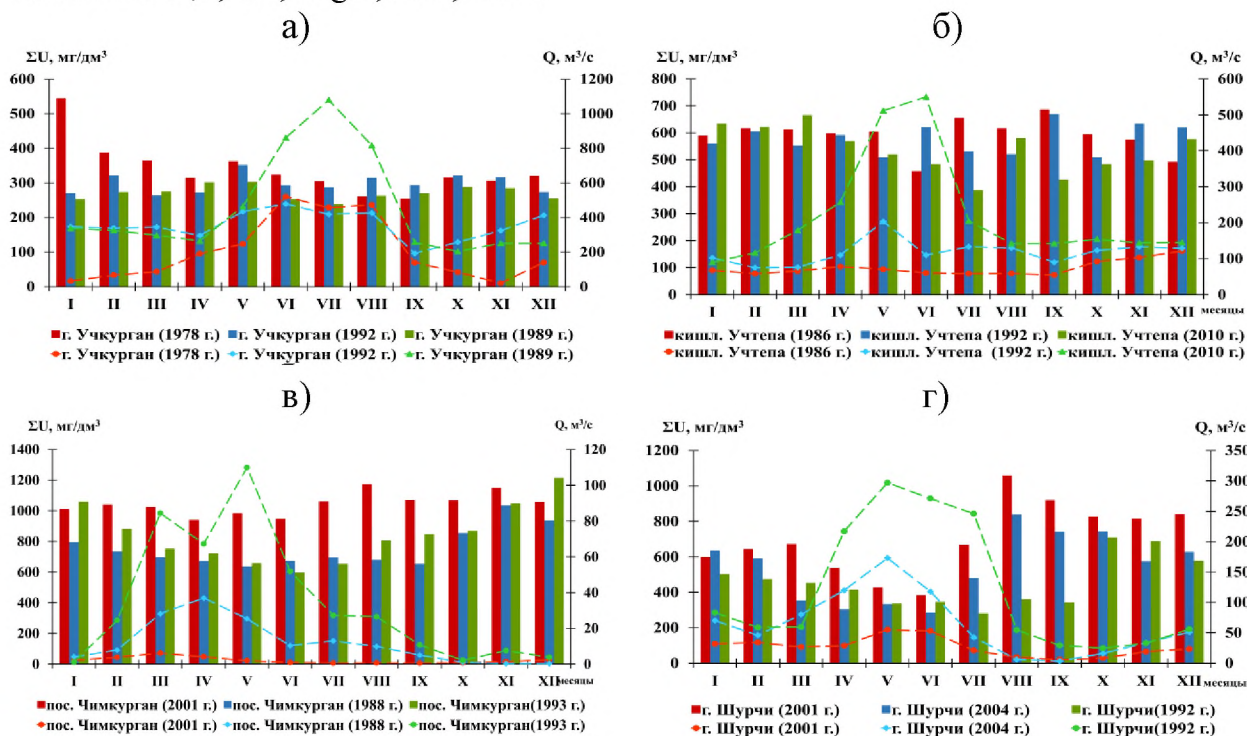 а)
ΣU, мг/дм³ Q, м³/с
600 1200
500 1000
400 800
300 600
200 400
100 200
0 0
I II III IV V VI VII VIII IX X XI XII
г. Учкурган (1978 г.) г. Учкурган (1992 г.) г. Учкурган (1989 г.)
г. Учкурган (1978 г.) г. Учкурган (1992 г.) г. Учкурган (1989 г.)
б)
ΣU, мг/дм³ Q, м³/с
800 600
700 500
600
500 400
400 300
300 200
200
100 100
0 0
I II III IV V VI VII VIII IX X XI XII месяцы
кишл. Учтепа (1986 г.) кишл. Учтепа (1992 г.) кишл. Учтепа (2010 г.)
кишл. Учтепа (1986 г.) кишл. Учтепа (1992 г.) кишл. Учтепа (2010 г.)
в)
ΣU, мг/дм³ Q, м³/с
1400 120
1200 100
1000 80
800
600 60
400 40
200 20
0 0
I II III IV V VI VII VIII IX X XI XII месяцы
пос. Чимкурган (2001 г.) пос. Чимкурган (1988 г.) пос. Чимкурган(1993 г.)
пос. Чимкурган (2001 г.) пос. Чимкурган (1988 г.) пос. Чимкурган(1993 г.)
г)
ΣU, мг/дм³ Q, м³/с
1200 350
1000 300
800 250
600 200
150
400 100
200 50
0 0
I II III IV V VI VII VIII IX X XI XII месяцы
г. Шурчи (2001 г.) г. Шурчи (2004 г.) г. Шурчи(1992 г.)
г. Шурчи (2001 г.) г. Шурчи (2004 г.) г. Шурчи(1992 г.)